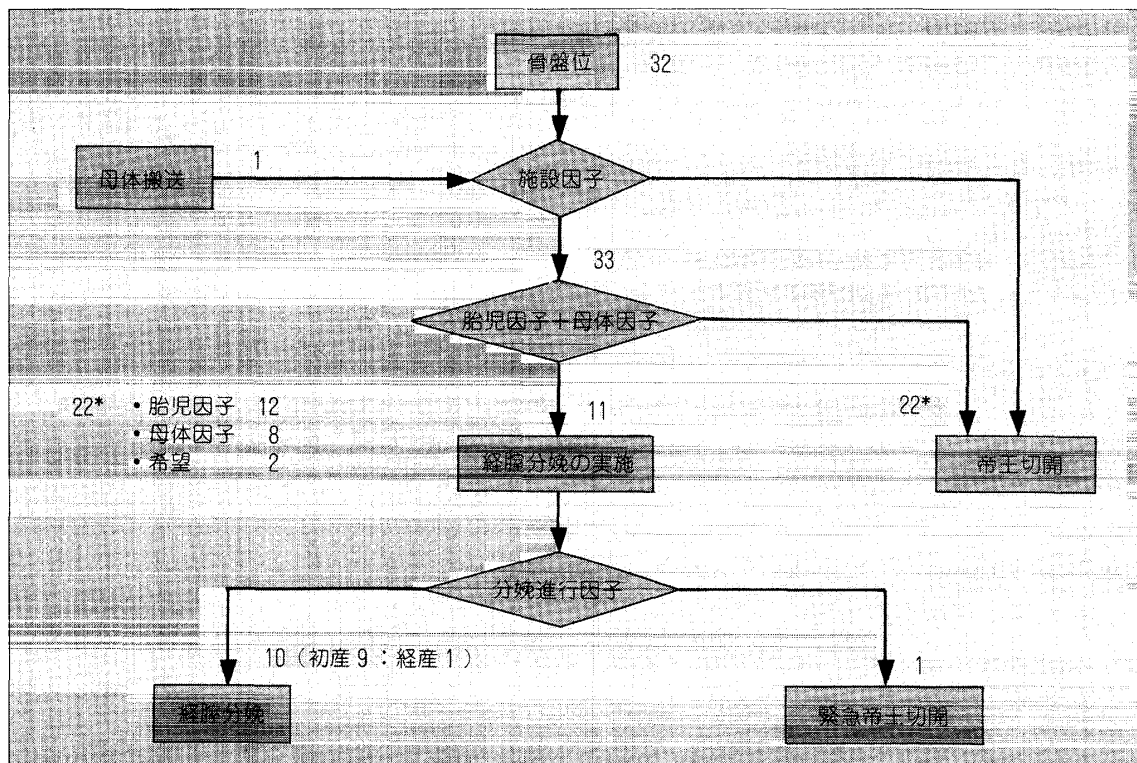 骨盤位 32
母体搬送 1 施設因子
33
胎児因子＋母体因子
22* ・胎児因子 12
・母体因子 8
・希望 2
11 22*
経腟分娩の実施 帝王切開
分娩進行因子
10（初産9：経産1） 1
経腟分娩 緊急帝王切開